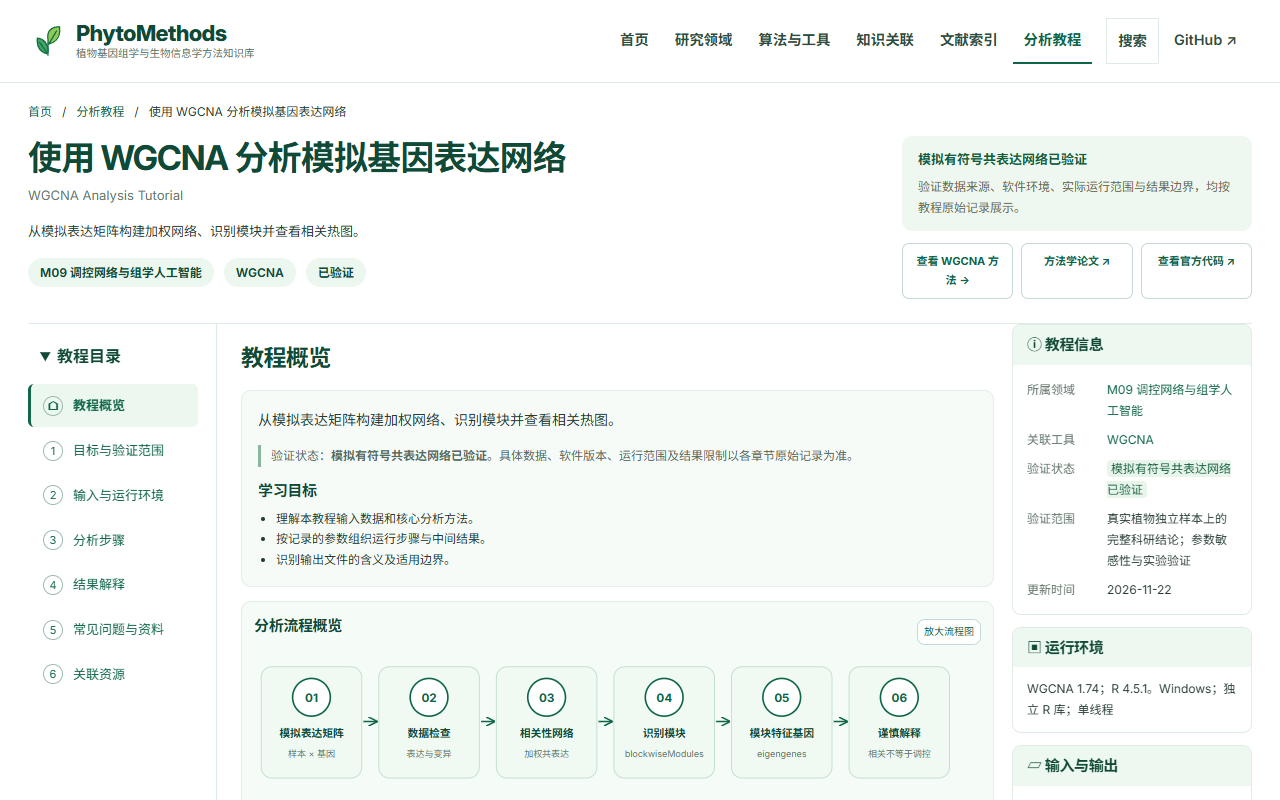 PhytoMethods
植物基因组学与生物信息学方法知识库
首页 研究领域 算法与工具 知识关联 文献索引 分析教程 搜索 GitHub ↗
首页 / 分析教程 / 使用 WGCNA 分析模拟基因表达网络
使用 WGCNA 分析模拟基因表达网络
WGCNA Analysis Tutorial
从模拟表达矩阵构建加权网络、识别模块并查看相关热图。
M09 调控网络与组学人工智能 WGCNA 已验证
模拟有符号共表达网络已验证
验证数据来源、软件环境、实际运行范围与结果边界，均按
教程原始记录展示。
查看 WGCNA 方
法 →
方法学论文 ↗
查看官方代码 ↗
▼ 教程目录
教程概览
1 目标与验证范围
2 输入与运行环境
3 分析步骤
4 结果解释
5 常见问题与资料
6 关联资源
教程概览
从模拟表达矩阵构建加权网络、识别模块并查看相关热图。
验证状态：模拟有符号共表达网络已验证。具体数据、软件版本、运行范围及结果限制以各章节原始记录为准。
学习目标
• 理解本教程输入数据和核心分析方法。
• 按记录的参数组织运行步骤与中间结果。
• 识别输出文件的含义及适用边界。
分析流程概览
放大流程图
01 → 02 → 03 → 04 → 05 → 06
模拟表达矩阵 数据检查 相关性网络 识别模块 模块特征基因 谨慎解释
样本 × 基因 表达与变异 加权共表达 blockwiseModules eigengenes 相关不等于调控
ⓘ 教程信息
所属领域 M09 调控网络与组学人
工智能
关联工具 WGCNA
验证状态 模拟有符号共表达网络
已验证
验证范围 真实植物独立样本上的
完整科研结论；参数敏
感性与实验验证
更新时间 2026-11-22
▣ 运行环境
WGCNA 1.74；R 4.5.1。Windows；独
立 R 库；单线程
▱ 输入与输出